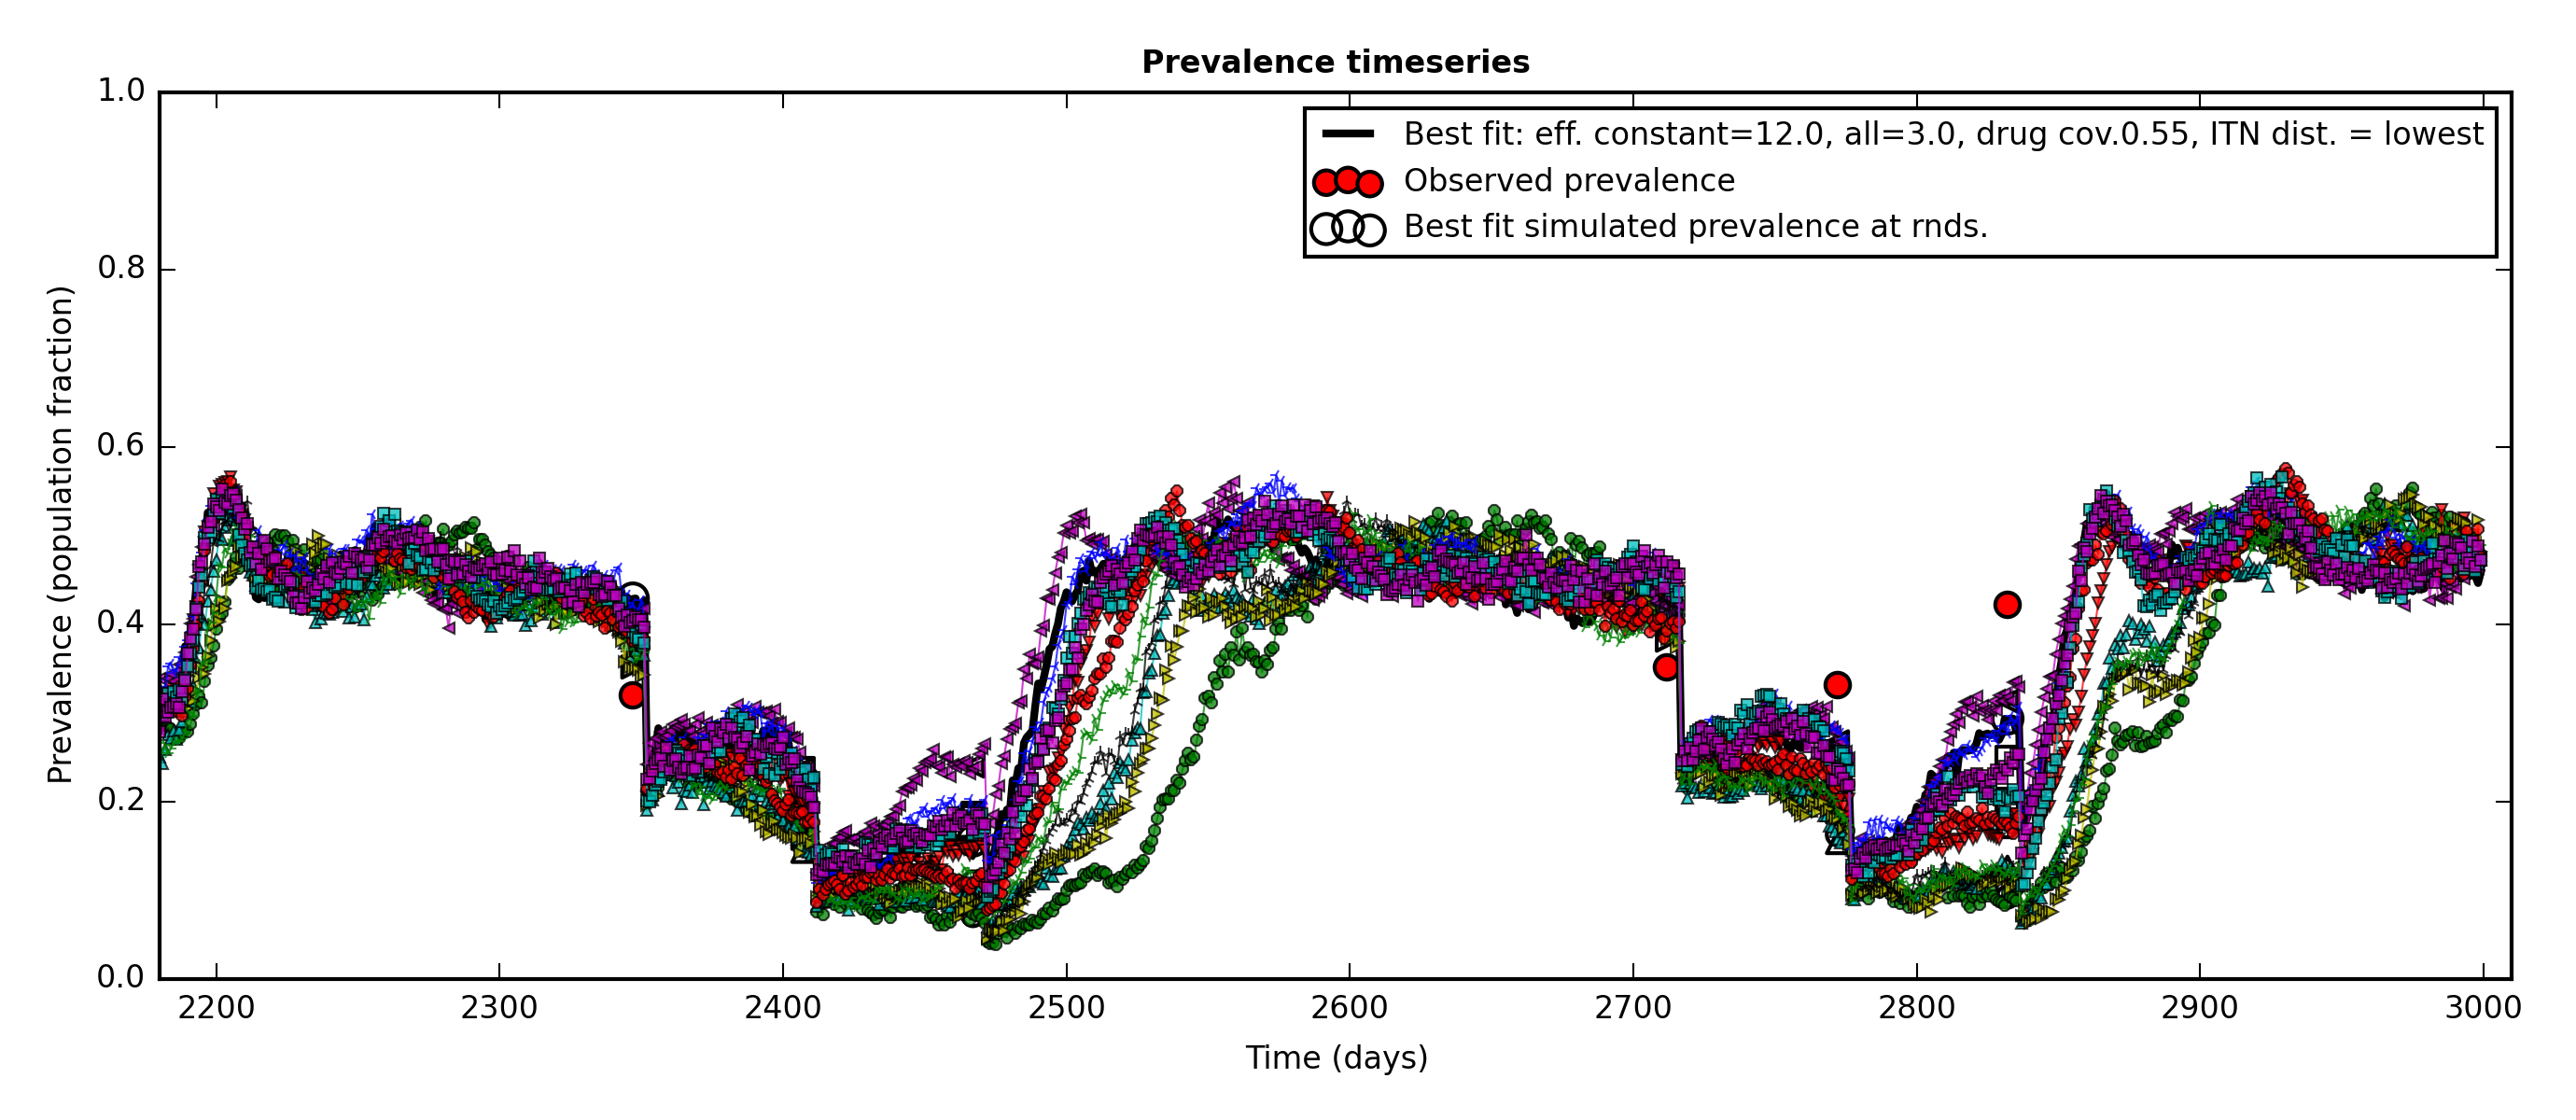 Prevalence timeseries
Best fit: eff. constant=12.0, all=3.0, drug cov.0.55, ITN dist. = lowest
Observed prevalence
Best fit simulated prevalence at rnds.
Prevalence (population fraction)
1.0
0.8
0.6
0.4
0.2
0.0
2200 2300 2400 2500 2600 2700 2800 2900 3000
Time (days)